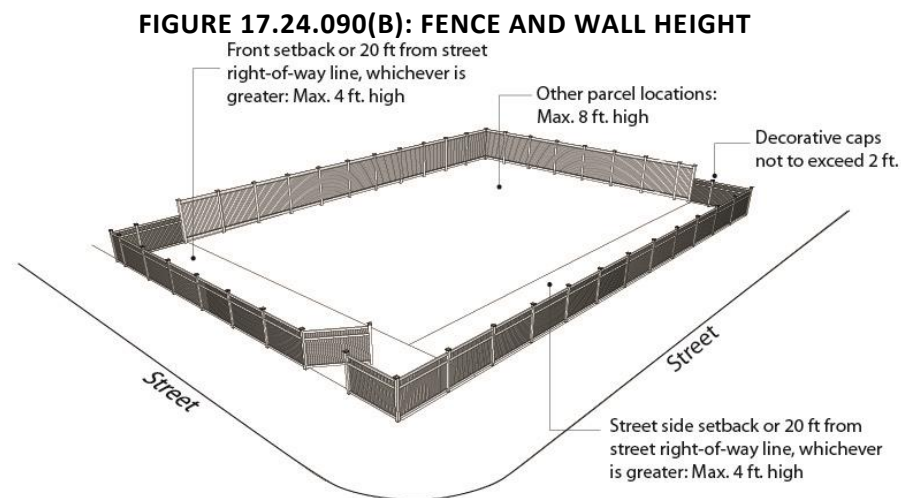 FIGURE 17.24.090(B): FENCE AND WALL HEIGHT
Front setback or 20 ft from street
right-of-way line, whichever is
greater: Max. 4 ft. high
Other parcel locations:
Max. 8 ft. high
Decorative caps
not to exceed 2 ft.
Street
Street
Street side setback or 20 ft from
street right-of-way line, whichever
is greater: Max. 4 ft. high